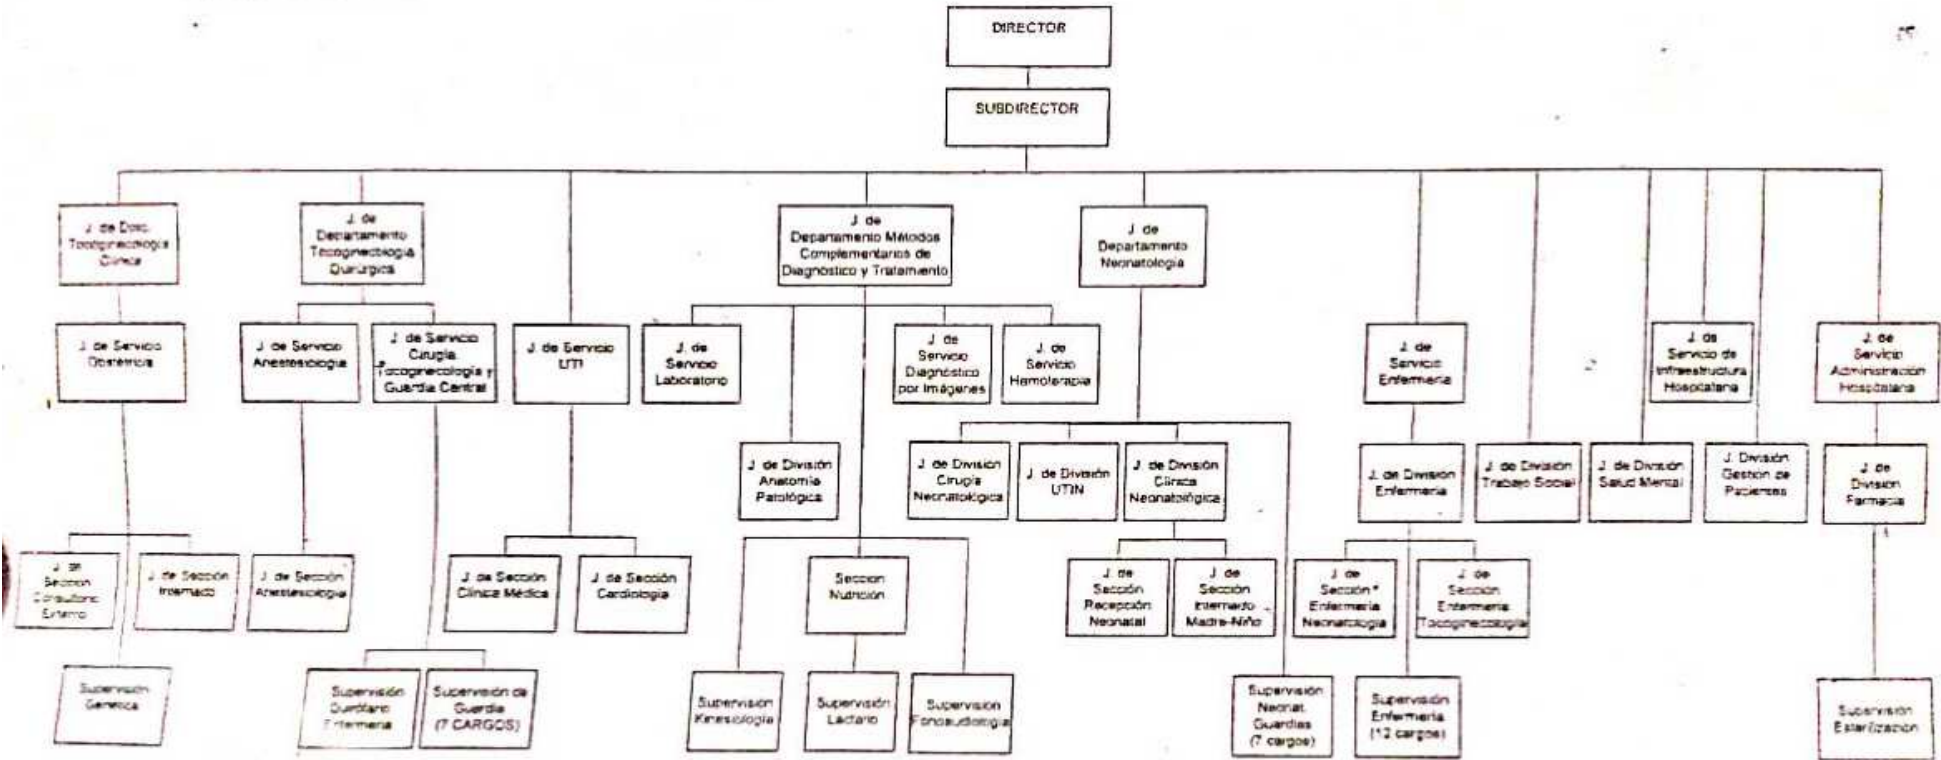 DIRECTOR
SUBDIRECTOR
J. de Dpto.
Tocoginecología
Clínica
J. de
Departamento
Tocoginecología
Quirúrgica
J. de
Departamento Métodos
Complementarios de
Diagnóstico y Tratamiento
J. de
Departamento
Neonatología
J. de Servicio
Obstetricia
J. de Servicio
Anestesiología
J. de Servicio
Cirugía
Tocoginecología y
Guardia Central
J. de Servicio
UTI
J. de
Servicio
Laboratorio
J. de
Servicio
Diagnóstico
por Imágenes
J. de
Servicio
Hemoterapia
J. de
Servicio
Enfermería
J. de
Servicio de
Infraestructura
Hospitalaria
J. de
Servicio
Administración
Hospitalaria
J. de División
Anatomía
Patológica
J. de División
Cirugía
Neonatológica
J. de División
UTIN
J. de División
Clínica
Neonatológica
J. de División
Enfermería
J. de División
Trabajo Social
J. de División
Salud Mental
J. División
Gestión de
Pacientes
J. de
División
Farmacia
J. de
Sección
Consultorio
Externo
J. de Sección
Internado
J. de Sección
Anestesiología
J. de Sección
Clínica Médica
J. de Sección
Cardiología
Sección
Nutrición
J. de
Sección
Recepción
Neonatal
J. de
Sección
Internado
Madre-Niño
J. de
Sección
Enfermería
Neonatología
J. de
Sección
Enfermería
Tocoginecología
Supervisión
Genética
Supervisión
Quirófano
Enfermería
Supervisión de
Guardia
(7 CARGOS)
Supervisión
Kinesiología
Supervisión
Lactario
Supervisión
Fonoaudiología
Supervisión
Neonat.
Guardias
(7 cargos)
Supervisión
Enfermería
(12 cargos)
Supervisión
Esterilización